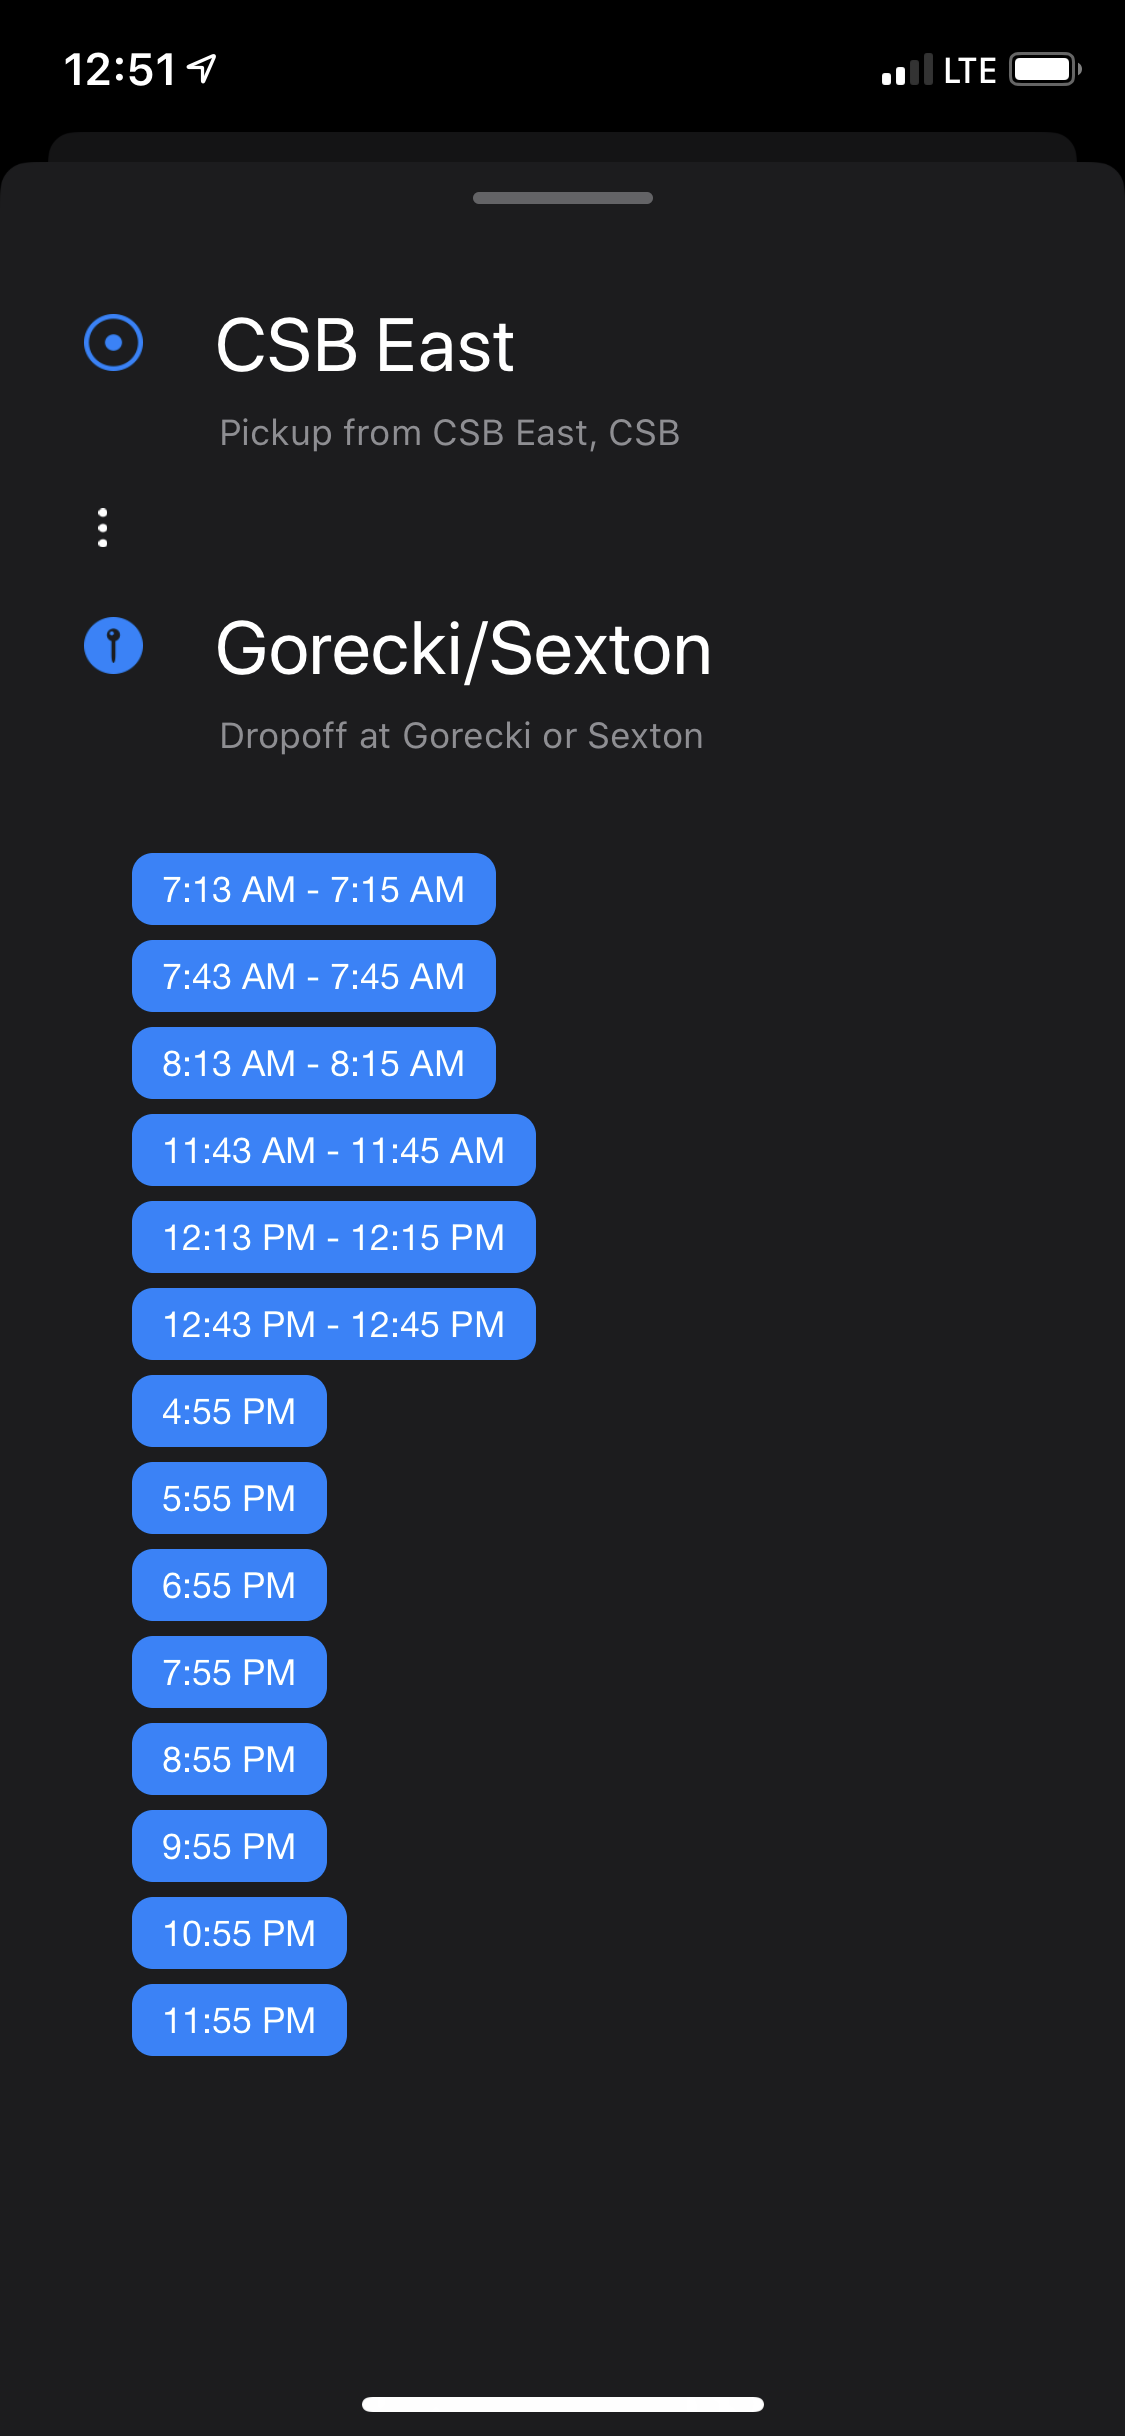 12:51
LTE
CSB East
Pickup from CSB East, CSB
Gorecki/Sexton
Dropoff at Gorecki or Sexton
7:13 AM - 7:15 AM
7:43 AM - 7:45 AM
8:13 AM - 8:15 AM
11:43 AM - 11:45 AM
12:13 PM - 12:15 PM
12:43 PM - 12:45 PM
4:55 PM
5:55 PM
6:55 PM
7:55 PM
8:55 PM
9:55 PM
10:55 PM
11:55 PM